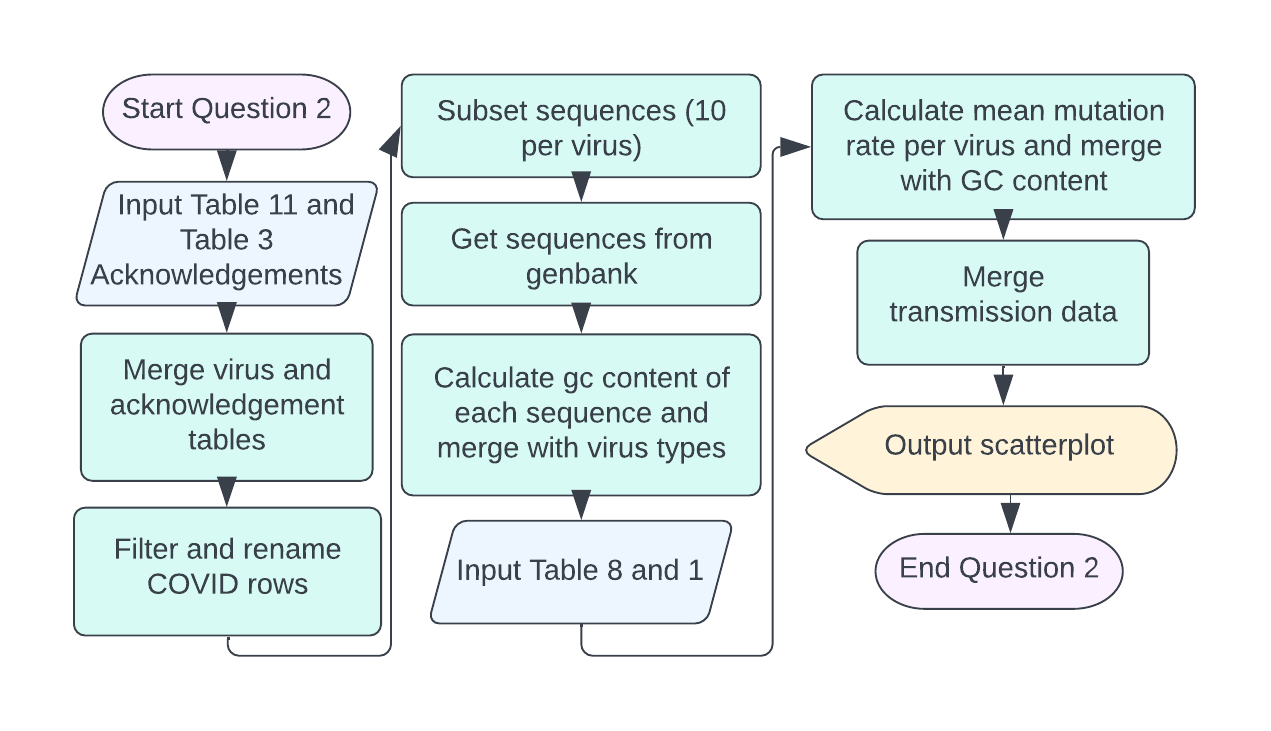 Start Question 2
Input Table 11 and
Table 3
Acknowledgements
Merge virus and
acknowledgement
tables
Filter and rename
COVID rows
Subset sequences (10
per virus)
Get sequences from
genbank
Calculate gc content of
each sequence and
merge with virus types
Input Table 8 and 1
Calculate mean mutation
rate per virus and merge
with GC content
Merge
transmission data
Output scatterplot
End Question 2